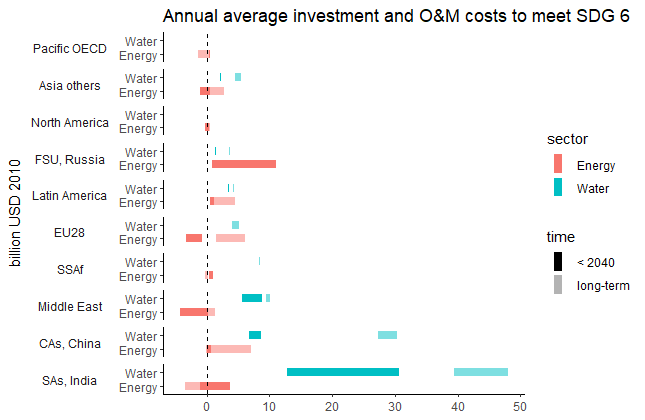 Annual average investment and O&M costs to meet SDG 6
billion USD 2010
Pacific OECD
Water
Energy
Asia others
Water
Energy
North America
Water
Energy
FSU, Russia
Water
Energy
Latin America
Water
Energy
EU28
Water
Energy
SSAf
Water
Energy
Middle East
Water
Energy
CAs, China
Water
Energy
SAs, India
Water
Energy
0 10 20 30 40 50
sector
Energy
Water
time
< 2040
long-term